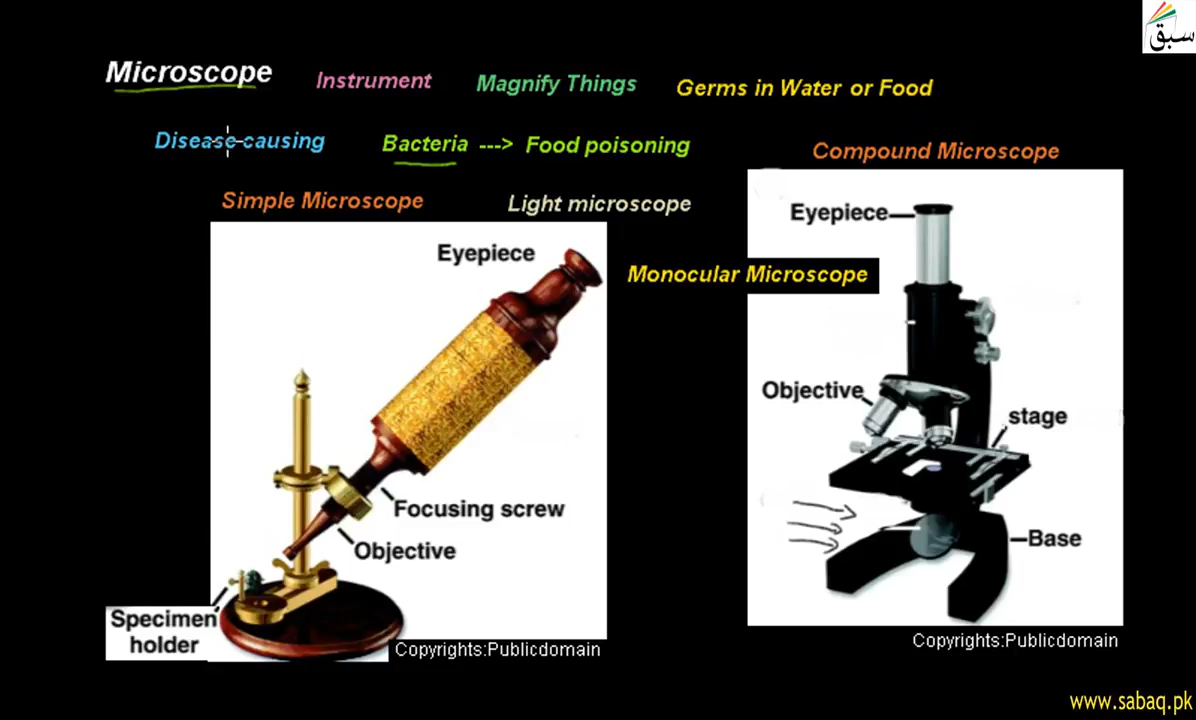 سبق
Microscope Instrument Magnify Things Germs in Water or Food
Disease causing Bacteria ---> Food poisoning
Compound Microscope
Simple Microscope Light microscope
Eyepiece
Monocular Microscope
Eyepiece
Objective
stage
Focusing screw
Objective
Base
Specimen
holder
Copyrights:Publicdomain
Copyrights:Publicdomain
www.sabaq.pk